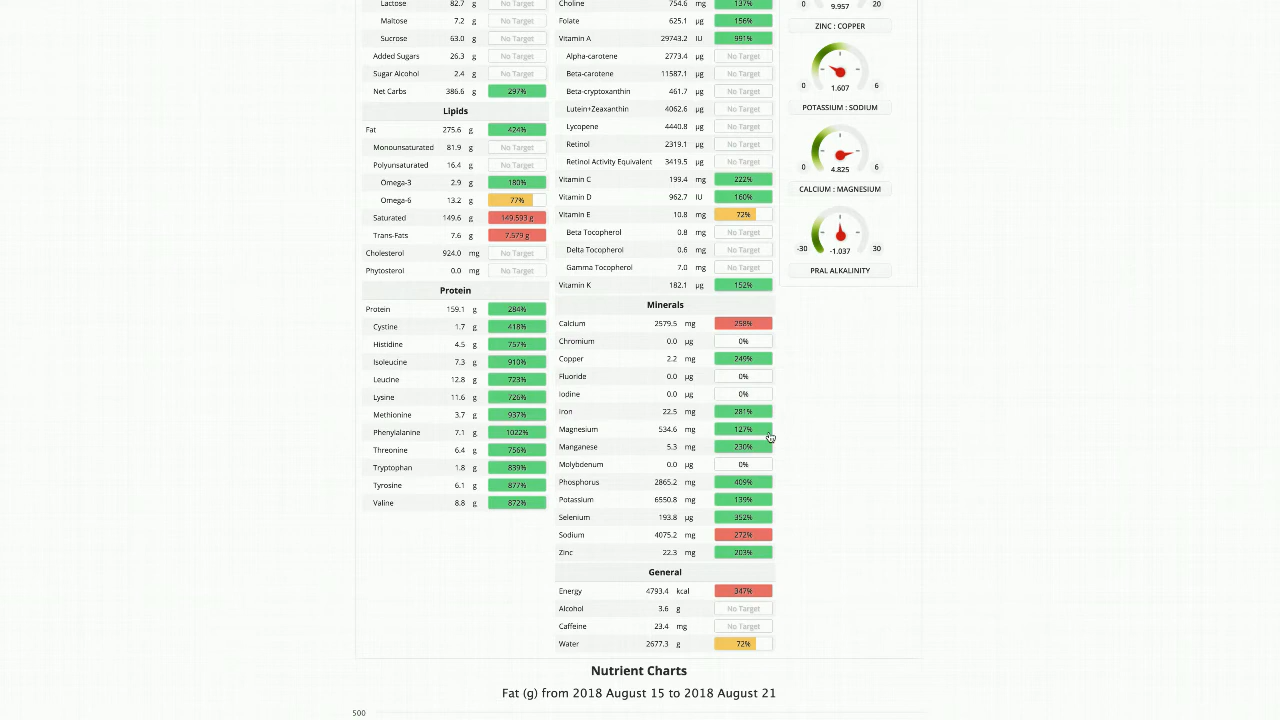 Lactose 82.7 g No Target
Maltose 7.2 g No Target
Sucrose 63.0 g No Target
Added Sugars 26.3 g No Target
Sugar Alcohol 2.4 g No Target
Net Carbs 386.6 g 297%
Lipids
Fat 275.6 g 424%
Monounsaturated 81.9 g No Target
Polyunsaturated 16.4 g No Target
Omega-3 2.9 g 180%
Omega-6 13.2 g 77%
Saturated 149.6 g 149.593 g
Trans-Fats 7.6 g 7.579 g
Cholesterol 924.0 mg No Target
Phytosterol 0.0 mg No Target
Protein
Protein 159.1 g 284%
Cystine 1.7 g 418%
Histidine 4.5 g 757%
Isoleucine 7.3 g 910%
Leucine 12.8 g 723%
Lysine 11.6 g 726%
Methionine 3.7 g 937%
Phenylalanine 7.1 g 1022%
Threonine 6.4 g 756%
Tryptophan 1.8 g 839%
Tyrosine 6.1 g 877%
Valine 8.8 g 872%
Choline 754.6 mg 137%
Folate 625.1 µg 156%
Vitamin A 29743.2 IU 991%
Alpha-carotene 2773.4 µg No Target
Beta-carotene 11587.1 µg No Target
Beta-cryptoxanthin 461.7 µg No Target
Lutein+Zeaxanthin 4062.6 µg No Target
Lycopene 4440.8 µg No Target
Retinol 2319.1 µg No Target
Retinol Activity Equivalent 3419.5 µg No Target
Vitamin C 199.4 mg 222%
Vitamin D 962.7 IU 160%
Vitamin E 10.8 mg 72%
Beta Tocopherol 0.8 mg No Target
Delta Tocopherol 0.6 mg No Target
Gamma Tocopherol 7.0 mg No Target
Vitamin K 182.1 µg 152%
Minerals
Calcium 2579.5 mg 258%
Chromium 0.0 µg 0%
Copper 2.2 mg 249%
Fluoride 0.0 µg 0%
Iodine 0.0 µg 0%
Iron 22.5 mg 281%
Magnesium 534.6 mg 127%
Manganese 5.3 mg 230%
Molybdenum 0.0 µg 0%
Phosphorus 2865.2 mg 409%
Potassium 6550.8 mg 139%
Selenium 193.8 µg 352%
Sodium 4075.2 mg 272%
Zinc 22.3 mg 203%
General
Energy 4793.4 kcal 347%
Alcohol 3.6 g No Target
Caffeine 23.4 mg No Target
Water 2677.3 g 72%
0 9.957 20
ZINC : COPPER
0 1.607 6
POTASSIUM : SODIUM
0 4.825 6
CALCIUM : MAGNESIUM
-30 -1.037 30
PRAL ALKALINITY
Nutrient Charts
Fat (g) from 2018 August 15 to 2018 August 21
500